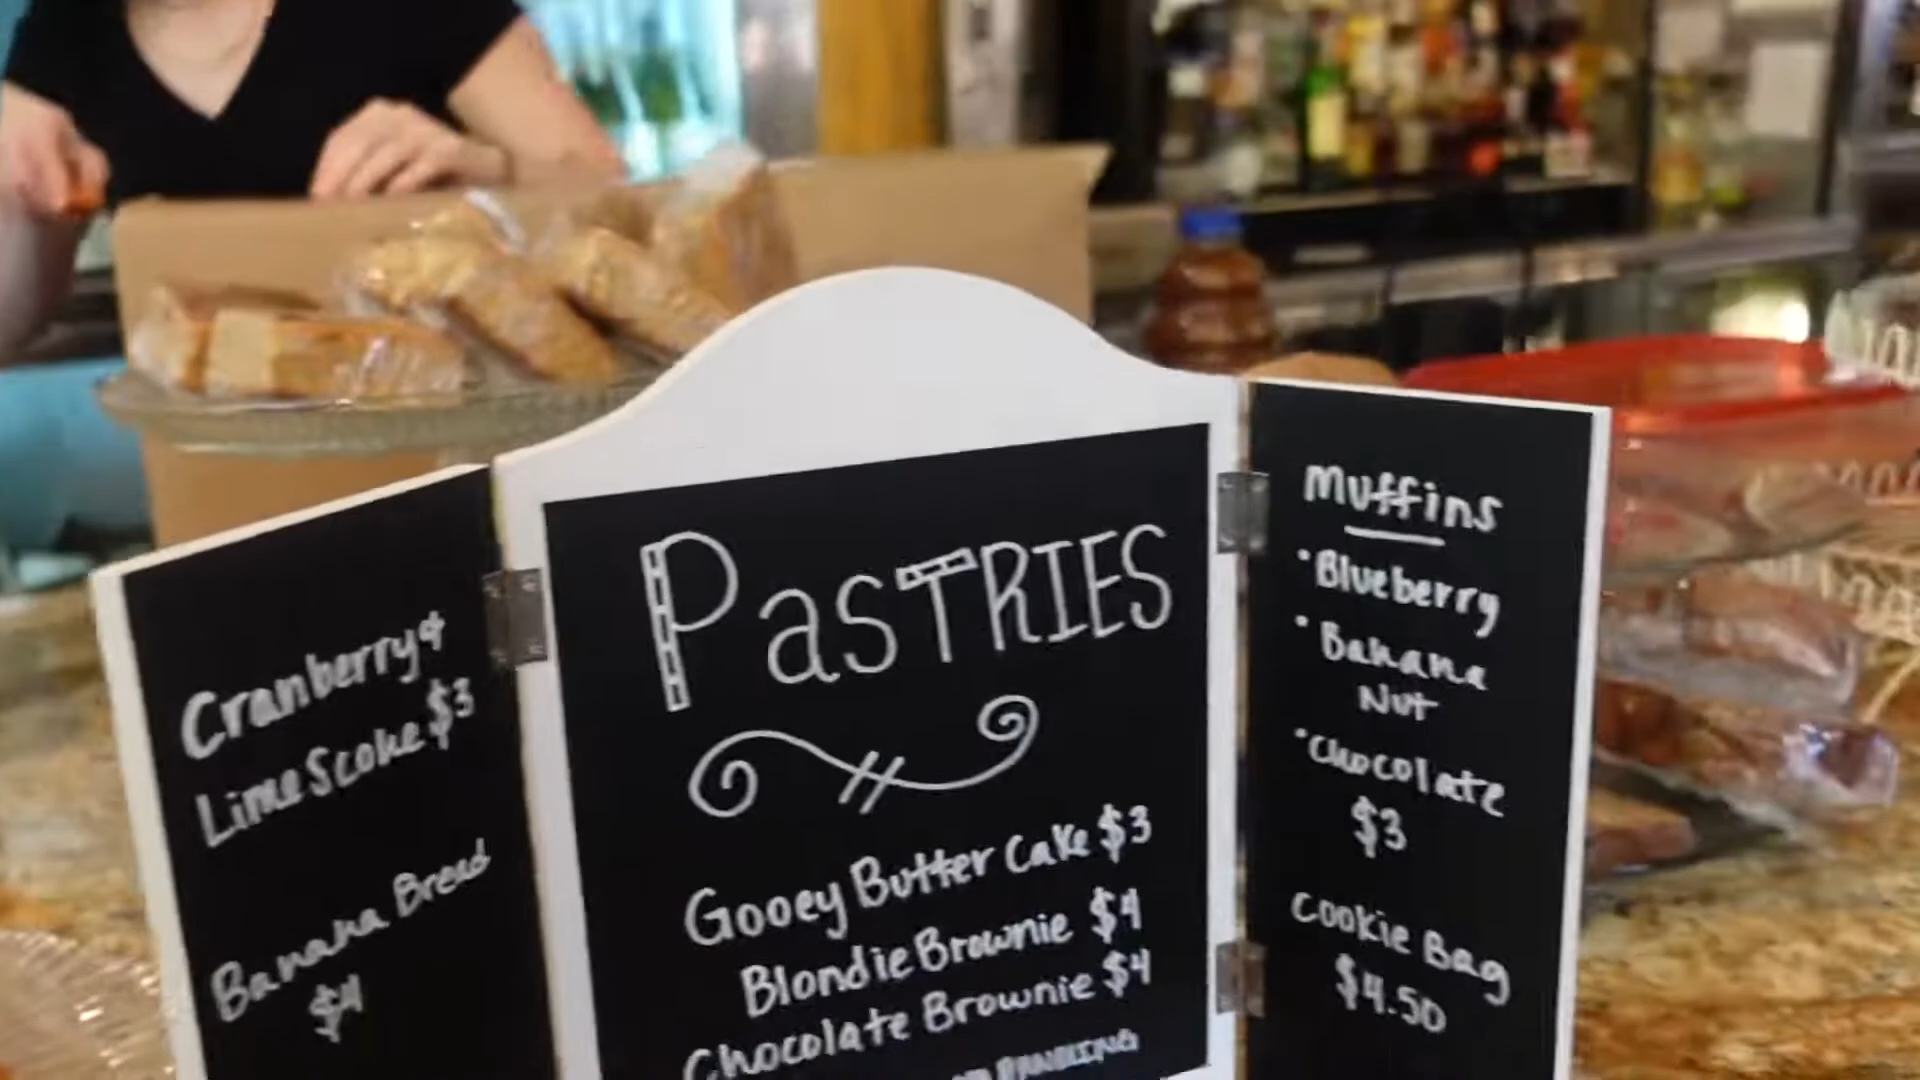 Cranberry &
Lime Scone $3
Banana Bread
$4
PaSTRIES
Gooey Butter Cake $3
Blondie Brownie $4
Chocolate Brownie $4
Muffins
• Blueberry
• Banana
Nut
• Chocolate
$3
Cookie Bag
$4.50